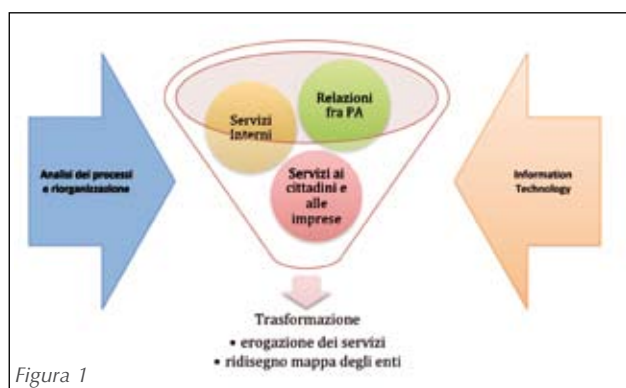 Relazioni
fra PA
Servizi
Interni
Servizi ai
cittadini e
alle
imprese
Analisi dei processi
e riorganizzazione
Information
Technology
Trasformazione
• erogazione dei servizi
• ridisegno mappa degli enti
Figura 1